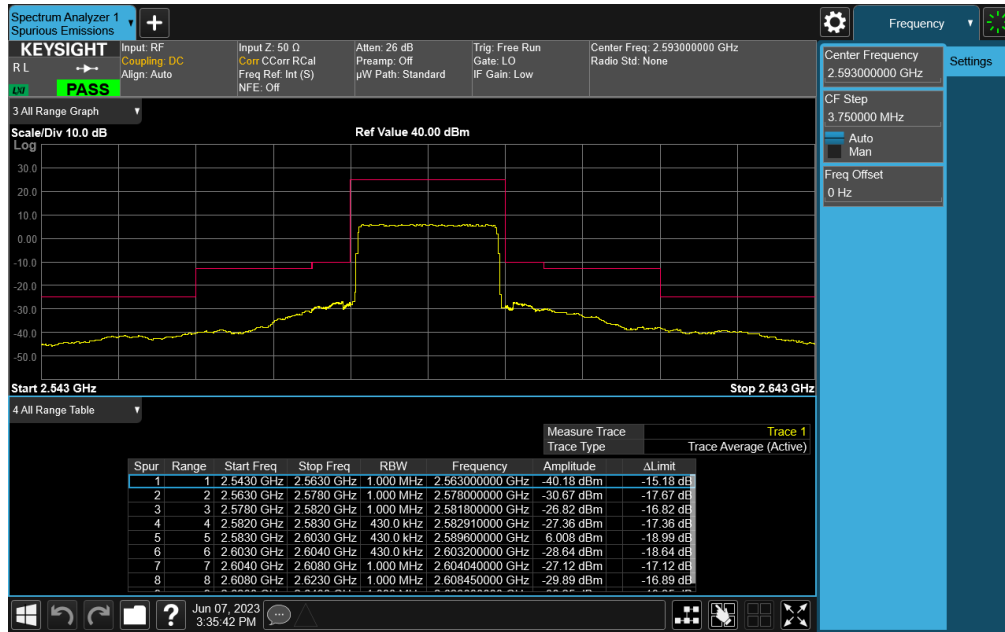 Spectrum Analyzer 1
Spurious Emissions
Frequency
KEYSIGHT
R L
LXI
PASS
Input: RF
Coupling: DC
Align: Auto
Input Z: 50 Ω
Corr CCorr RCal
Freq Ref: Int (S)
NFE: Off
Atten: 26 dB
Preamp: Off
µW Path: Standard
Trig: Free Run
Gate: LO
IF Gain: Low
Center Freq: 2.593000000 GHz
Radio Std: None
Center Frequency
2.593000000 GHz
Settings
CF Step
3.750000 MHz
Auto
Man
Freq Offset
0 Hz
3 All Range Graph
Scale/Div 10.0 dB
Ref Value 40.00 dBm
Log
30.0
20.0
10.0
0.00
-10.0
-20.0
-30.0
-40.0
-50.0
Start 2.543 GHz
Stop 2.643 GHz
4 All Range Table
Measure Trace Trace 1
Trace Type Trace Average (Active)
Spur Range Start Freq Stop Freq RBW Frequency Amplitude ΔLimit
1 1 2.5430 GHz 2.5630 GHz 1.000 MHz 2.563000000 GHz -40.18 dBm -15.18 dB
2 2 2.5630 GHz 2.5780 GHz 1.000 MHz 2.578000000 GHz -30.67 dBm -17.67 dB
3 3 2.5780 GHz 2.5820 GHz 1.000 MHz 2.581800000 GHz -26.82 dBm -16.82 dB
4 4 2.5820 GHz 2.5830 GHz 430.0 kHz 2.582910000 GHz -27.36 dBm -17.36 dB
5 5 2.5830 GHz 2.6030 GHz 430.0 kHz 2.589600000 GHz 6.008 dBm -18.99 dB
6 6 2.6030 GHz 2.6040 GHz 430.0 kHz 2.603200000 GHz -28.64 dBm -18.64 dB
7 7 2.6040 GHz 2.6080 GHz 1.000 MHz 2.604040000 GHz -27.12 dBm -17.12 dB
8 8 2.6080 GHz 2.6230 GHz 1.000 MHz 2.608450000 GHz -29.89 dBm -16.89 dB
?
Jun 07, 2023
3:35:42 PM